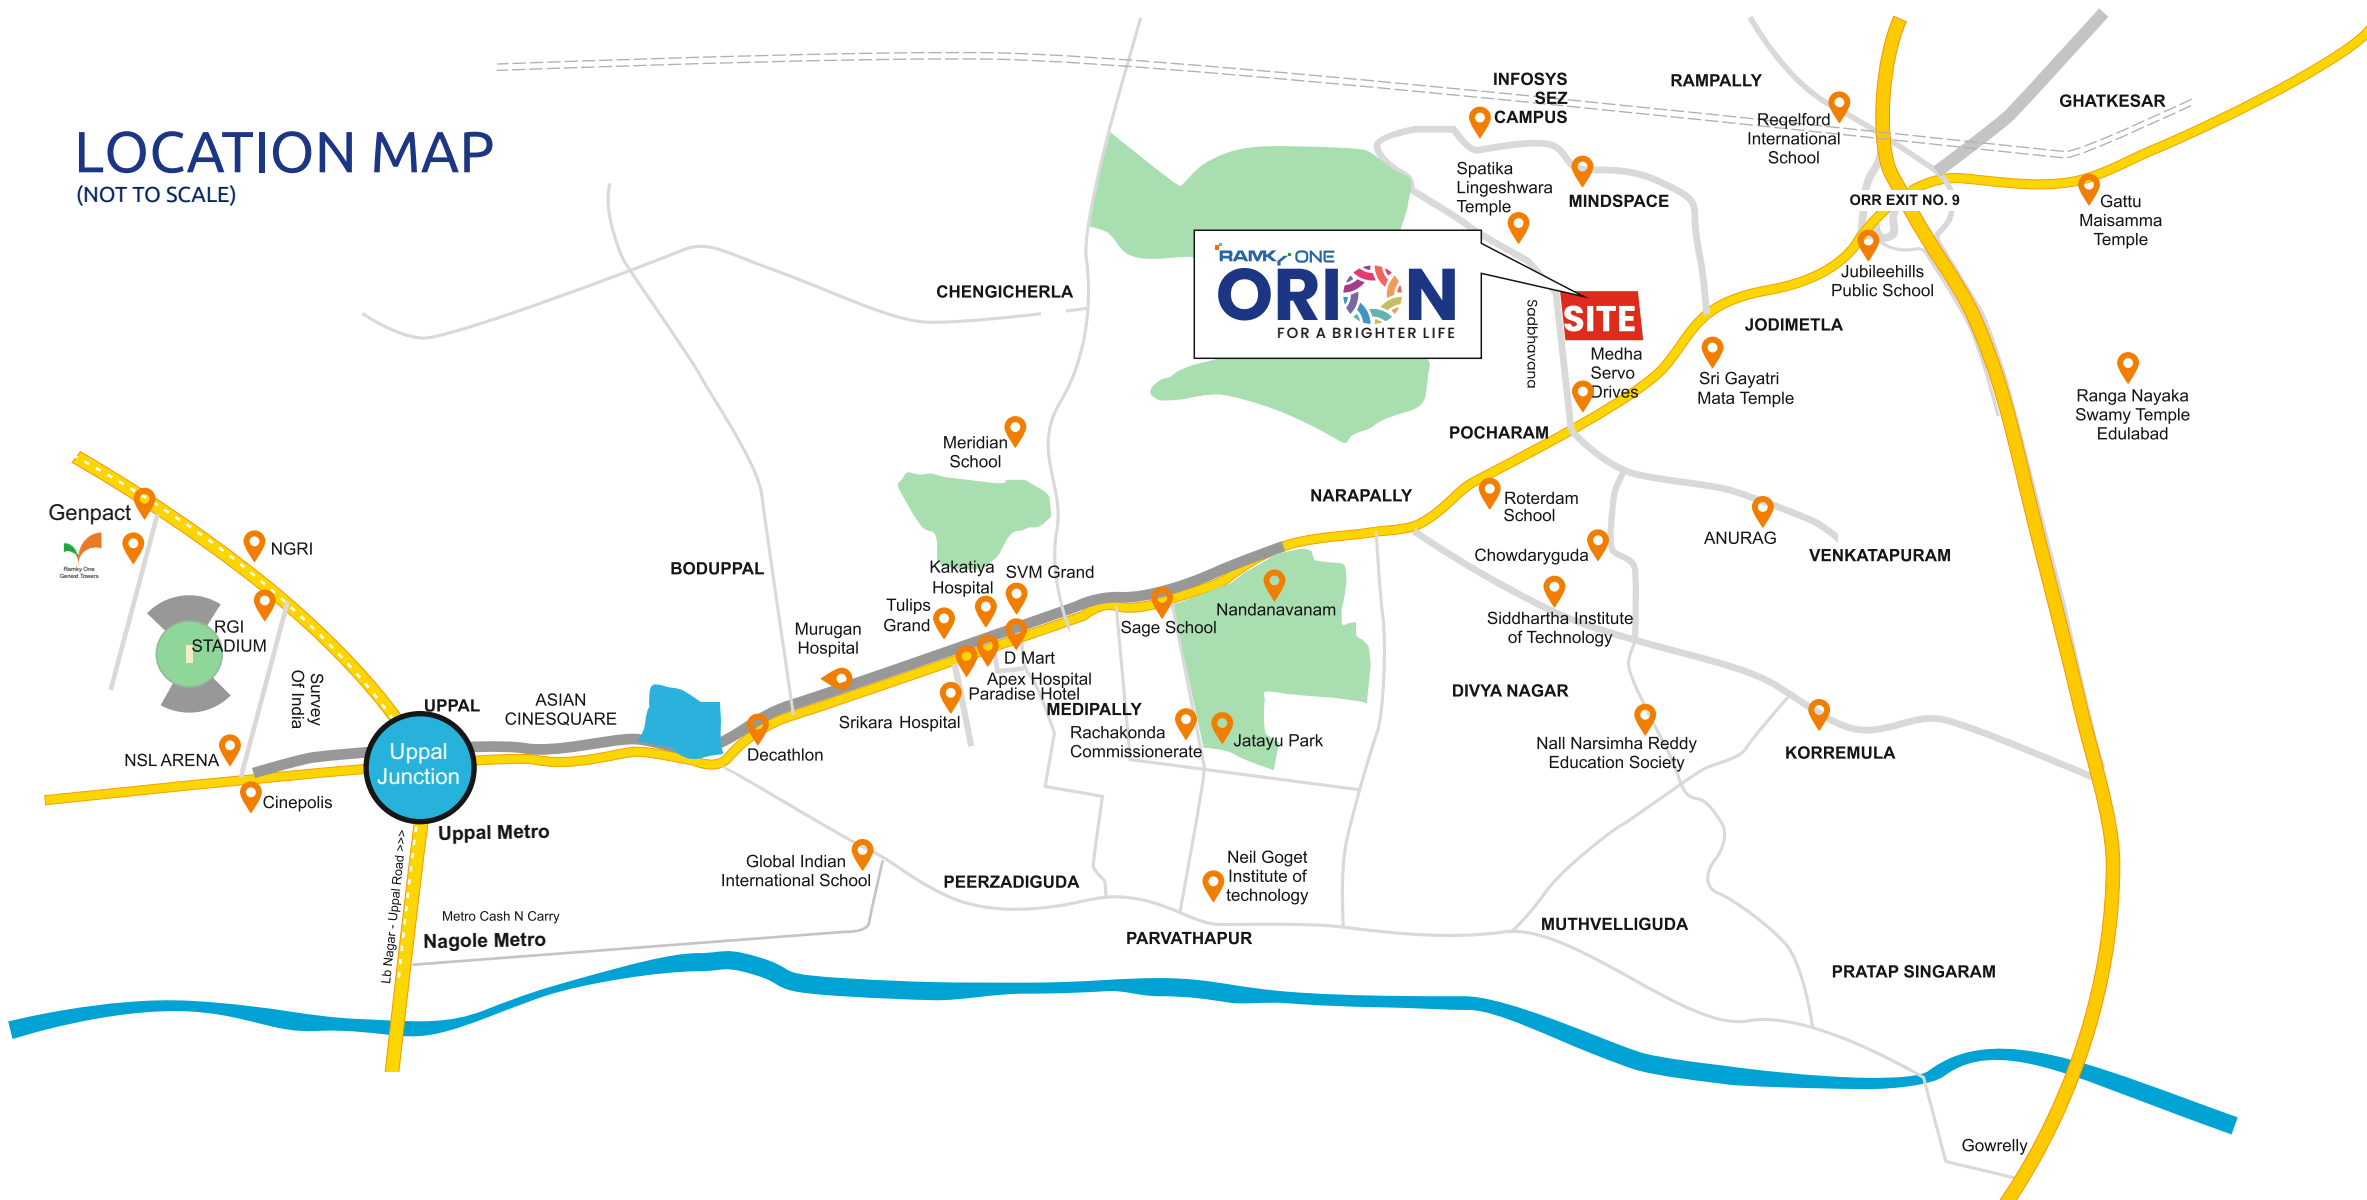 LOCATION MAP
(NOT TO SCALE)
INFOSYS
SEZ
CAMPUS
RAMPALLY
GHATKESAR
Reqelford
International
School
Spatika
Lingeshwara
Temple
MINDSPACE
ORR EXIT NO. 9
Gattu
Maisamma
Temple
RAMKY ONE
ORION
FOR A BRIGHTER LIFE
Sadbhavana
SITE
Jubileehills
Public School
JODIMETLA
CHENGICHERLA
Medha
Servo
Drives
Sri Gayatri
Mata Temple
Ranga Nayaka
Swamy Temple
Edulabad
POCHARAM
Meridian
School
NARAPALLY
Roterdam
School
ANURAG
VENKATAPURAM
Chowdaryguda
Genpact
Ramky One
Genext Towers
NGRI
RGI
STADIUM
Survey
Of India
BODUPPAL
Kakatiya
Hospital
SVM Grand
Tulips
Grand
Murugan
Hospital
Sage School
Nandanavanam
Siddhartha Institute
of Technology
D Mart
Apex Hospital
Paradise Hotel
Srikara Hospital
MEDIPALLY
Rachakonda
Commissionerate
Jatayu Park
DIVYA NAGAR
Nall Narsimha Reddy
Education Society
KORREMULA
UPPAL
ASIAN
CINESQUARE
Uppal
Junction
NSL ARENA
Cinepolis
Decathlon
Uppal Metro
Lb Nagar - Uppal Road >>>
Global Indian
International School
PEERZADIGUDA
Neil Goget
Institute of
technology
Metro Cash N Carry
Nagole Metro
PARVATHAPUR
MUTHVELLIGUDA
PRATAP SINGARAM
Gowrelly